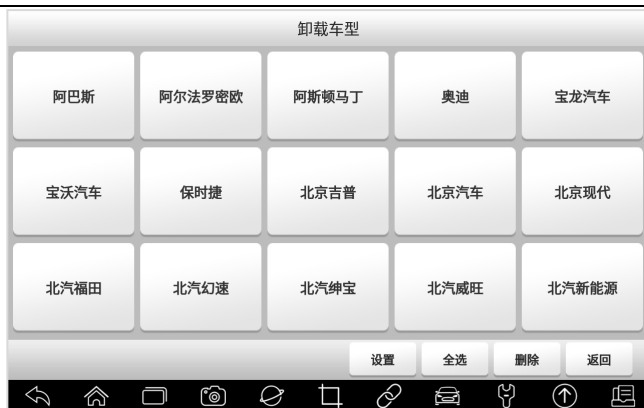 卸载车型
阿巴斯 阿尔法罗密欧 阿斯顿马丁 奥迪 宝龙汽车
宝沃汽车 保时捷 北京吉普 北京汽车 北京现代
北汽福田 北汽幻速 北汽绅宝 北汽威旺 北汽新能源
设置 全选 删除 返回